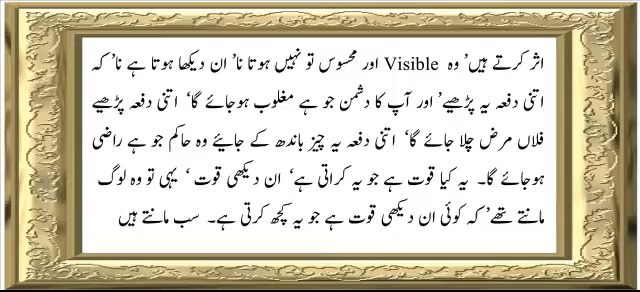 اثر کرتے ہیں’ وہ Visible اور محسوس تو نہیں ہوتا نا’ ان دیکھا ہوتا ہے نا’ کہ
اتنی دفعہ یہ پڑھیے’ اور آپ کا دشمن جو ہے مغلوب ہوجائے گا‘ اتنی دفعہ پڑھیے
فلاں مرض چلا جائے گا‘ اتنی دفعہ یہ چیز باندھ کے جایئے وہ حاکم جو ہے راضی
ہوجائے گا۔ یہ کیا قوت ہے جو یہ کراتی ہے‘ ان دیکھی قوت ‘ یہی تو وہ لوگ
مانتے تھے’ کہ کوئی ان دیکھی قوت ہے جو یہ کچھ کرتی ہے۔ سب مانتے ہیں